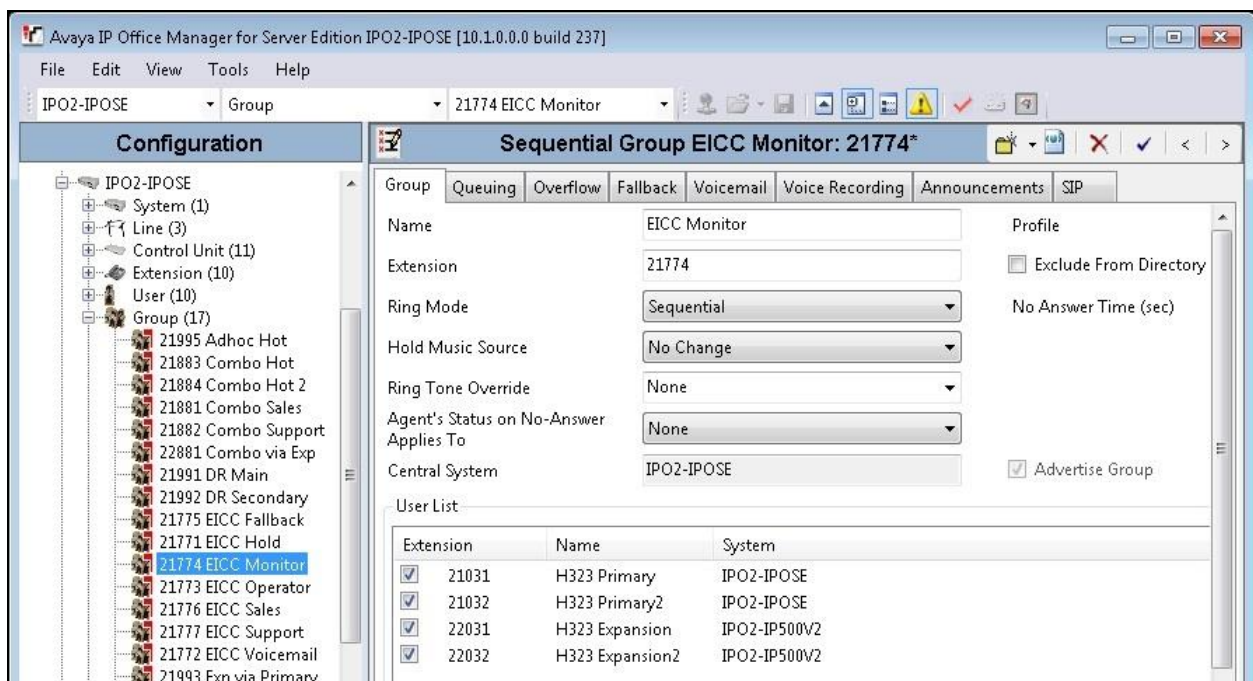 Avaya IP Office Manager for Server Edition IPO2-IPOSE [10.1.0.0.0 build 237]
File Edit View Tools Help
IPO2-IPOSE Group 21774 EICC Monitor
Configuration
IPO2-IPOSE
System (1)
Line (3)
Control Unit (11)
Extension (10)
User (10)
Group (17)
21995 Adhoc Hot
21883 Combo Hot
21884 Combo Hot 2
21881 Combo Sales
21882 Combo Support
22881 Combo via Exp
21991 DR Main
21992 DR Secondary
21775 EICC Fallback
21771 EICC Hold
21774 EICC Monitor
21773 EICC Operator
21776 EICC Sales
21777 EICC Support
21772 EICC Voicemail
21993 Exp via Primary
Sequential Group EICC Monitor: 21774*
Group Queuing Overflow Fallback Voicemail Voice Recording Announcements SIP
Name EICC Monitor Profile
Extension 21774 Exclude From Directory
Ring Mode Sequential No Answer Time (sec)
Hold Music Source No Change
Ring Tone Override None
Agent's Status on No-Answer
Applies To None
Central System IPO2-IPOSE Advertise Group
User List
Extension Name System
21031 H323 Primary IPO2-IPOSE
21032 H323 Primary2 IPO2-IPOSE
22031 H323 Expansion IPO2-IP500V2
22032 H323 Expansion2 IPO2-IP500V2